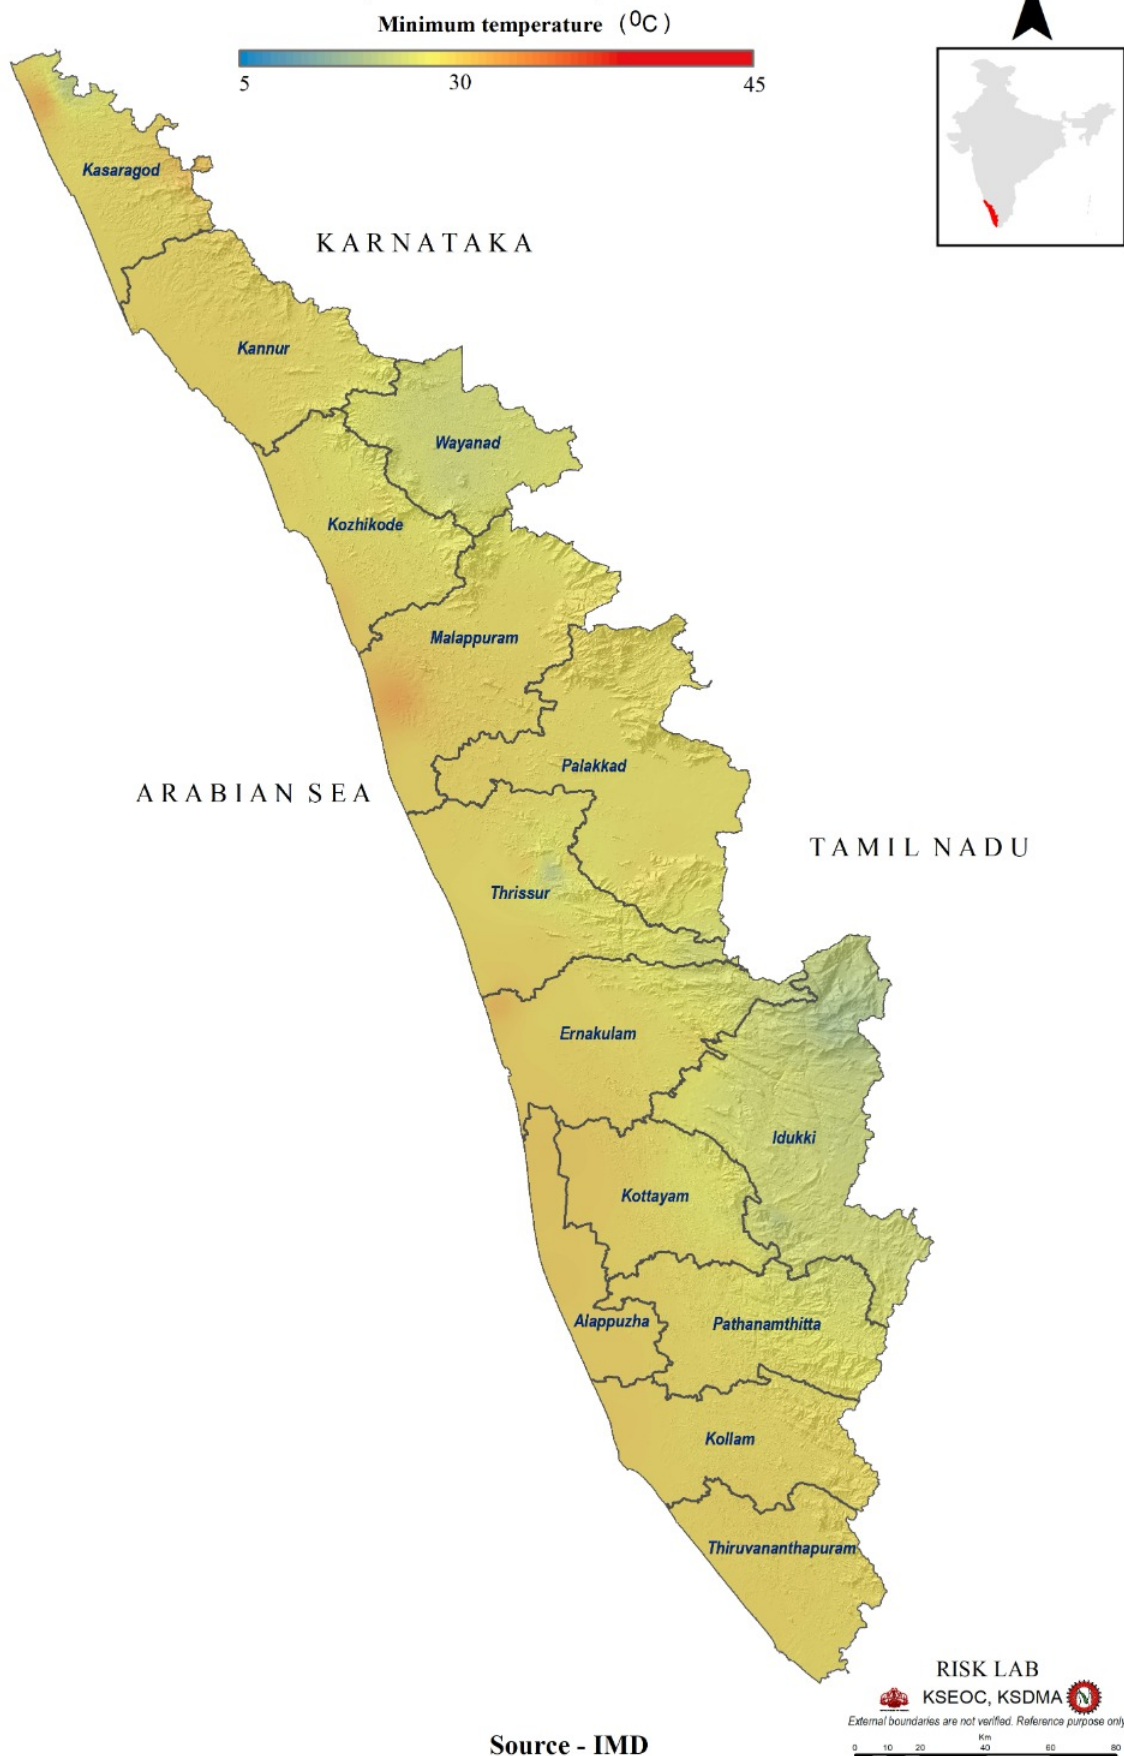 Minimum temperature (⁰C )
5 30 45
Kasaragod
KARNATAKA
Kannur
Wayanad
Kozhikode
Malappuram
Palakkad
ARABIAN SEA
TAMIL NADU
Thrissur
Ernakulam
Idukki
Kottayam
Alappuzha
Pathanamthitta
Kollam
Thiruvananthapuram
RISK LAB
KSEOC, KSDMA
External boundaries are not verified. Reference purpose only
Km
0 10 20 40 60 80
Source - IMD